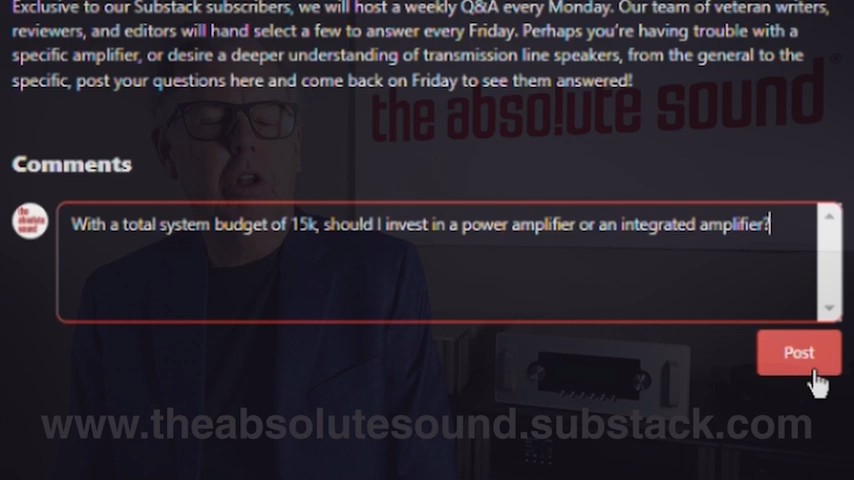 Exclusive to our Substack subscribers, we will host a weekly Q&A every Monday. Our team of veteran writers,
reviewers, and editors will hand select a few to answer every Friday. Perhaps you're having trouble with a
specific amplifier, or desire a deeper understanding of transmission line speakers, from the general to the
specific, post your questions here and come back on Friday to see them answered!
the absolute sound®
Comments
the
absolute
sound
With a total system budget of 15k, should I invest in a power amplifier or an integrated amplifier?
Post
www.theabsolutesound.substack.com